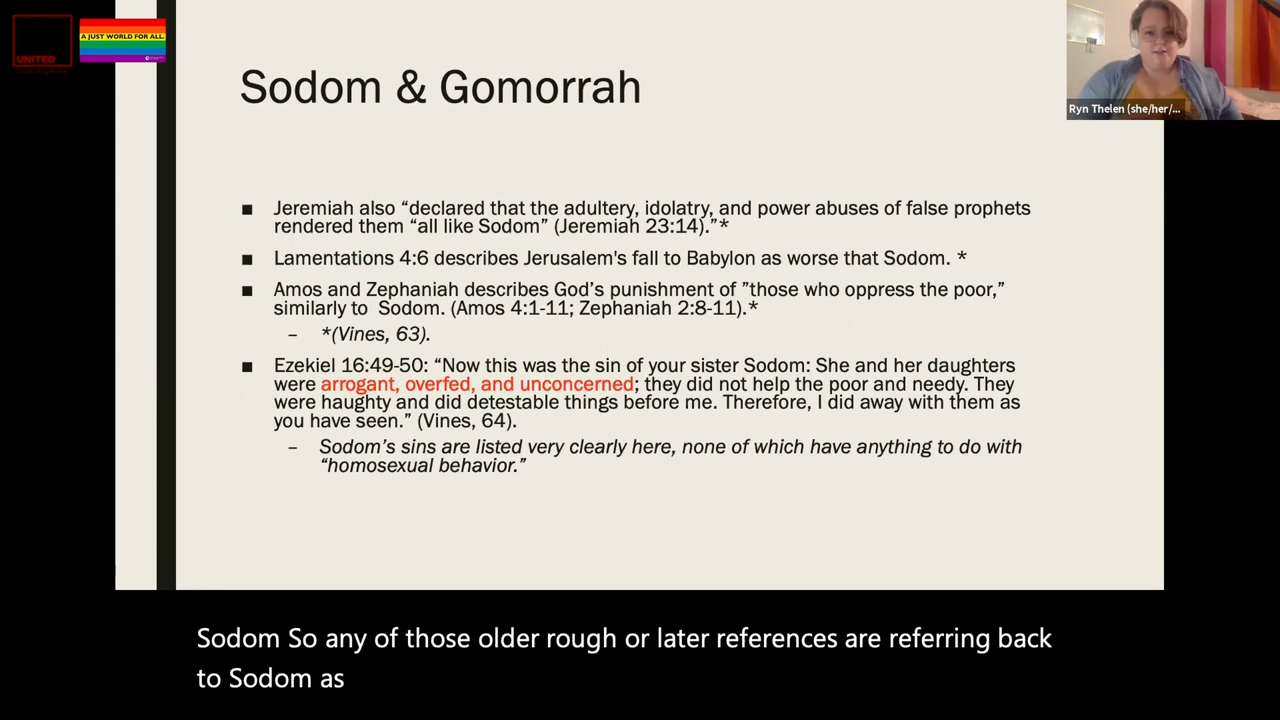 UNITED
A JUST WORLD FOR ALL.
Ryn Thelen (she/her/...
Sodom & Gomorrah
■ Jeremiah also “declared that the adultery, idolatry, and power abuses of false prophets
rendered them “all like Sodom” (Jeremiah 23:14).”*
■ Lamentations 4:6 describes Jerusalem's fall to Babylon as worse that Sodom. *
■ Amos and Zephaniah describes God’s punishment of ”those who oppress the poor,”
similarly to Sodom. (Amos 4:1-11; Zephaniah 2:8-11).*
– *(Vines, 63).
■ Ezekiel 16:49-50: “Now this was the sin of your sister Sodom: She and her daughters
were arrogant, overfed, and unconcerned; they did not help the poor and needy. They
were haughty and did detestable things before me. Therefore, I did away with them as
you have seen.” (Vines, 64).
– Sodom’s sins are listed very clearly here, none of which have anything to do with
“homosexual behavior.”
Sodom So any of those older rough or later references are referring back
to Sodom as